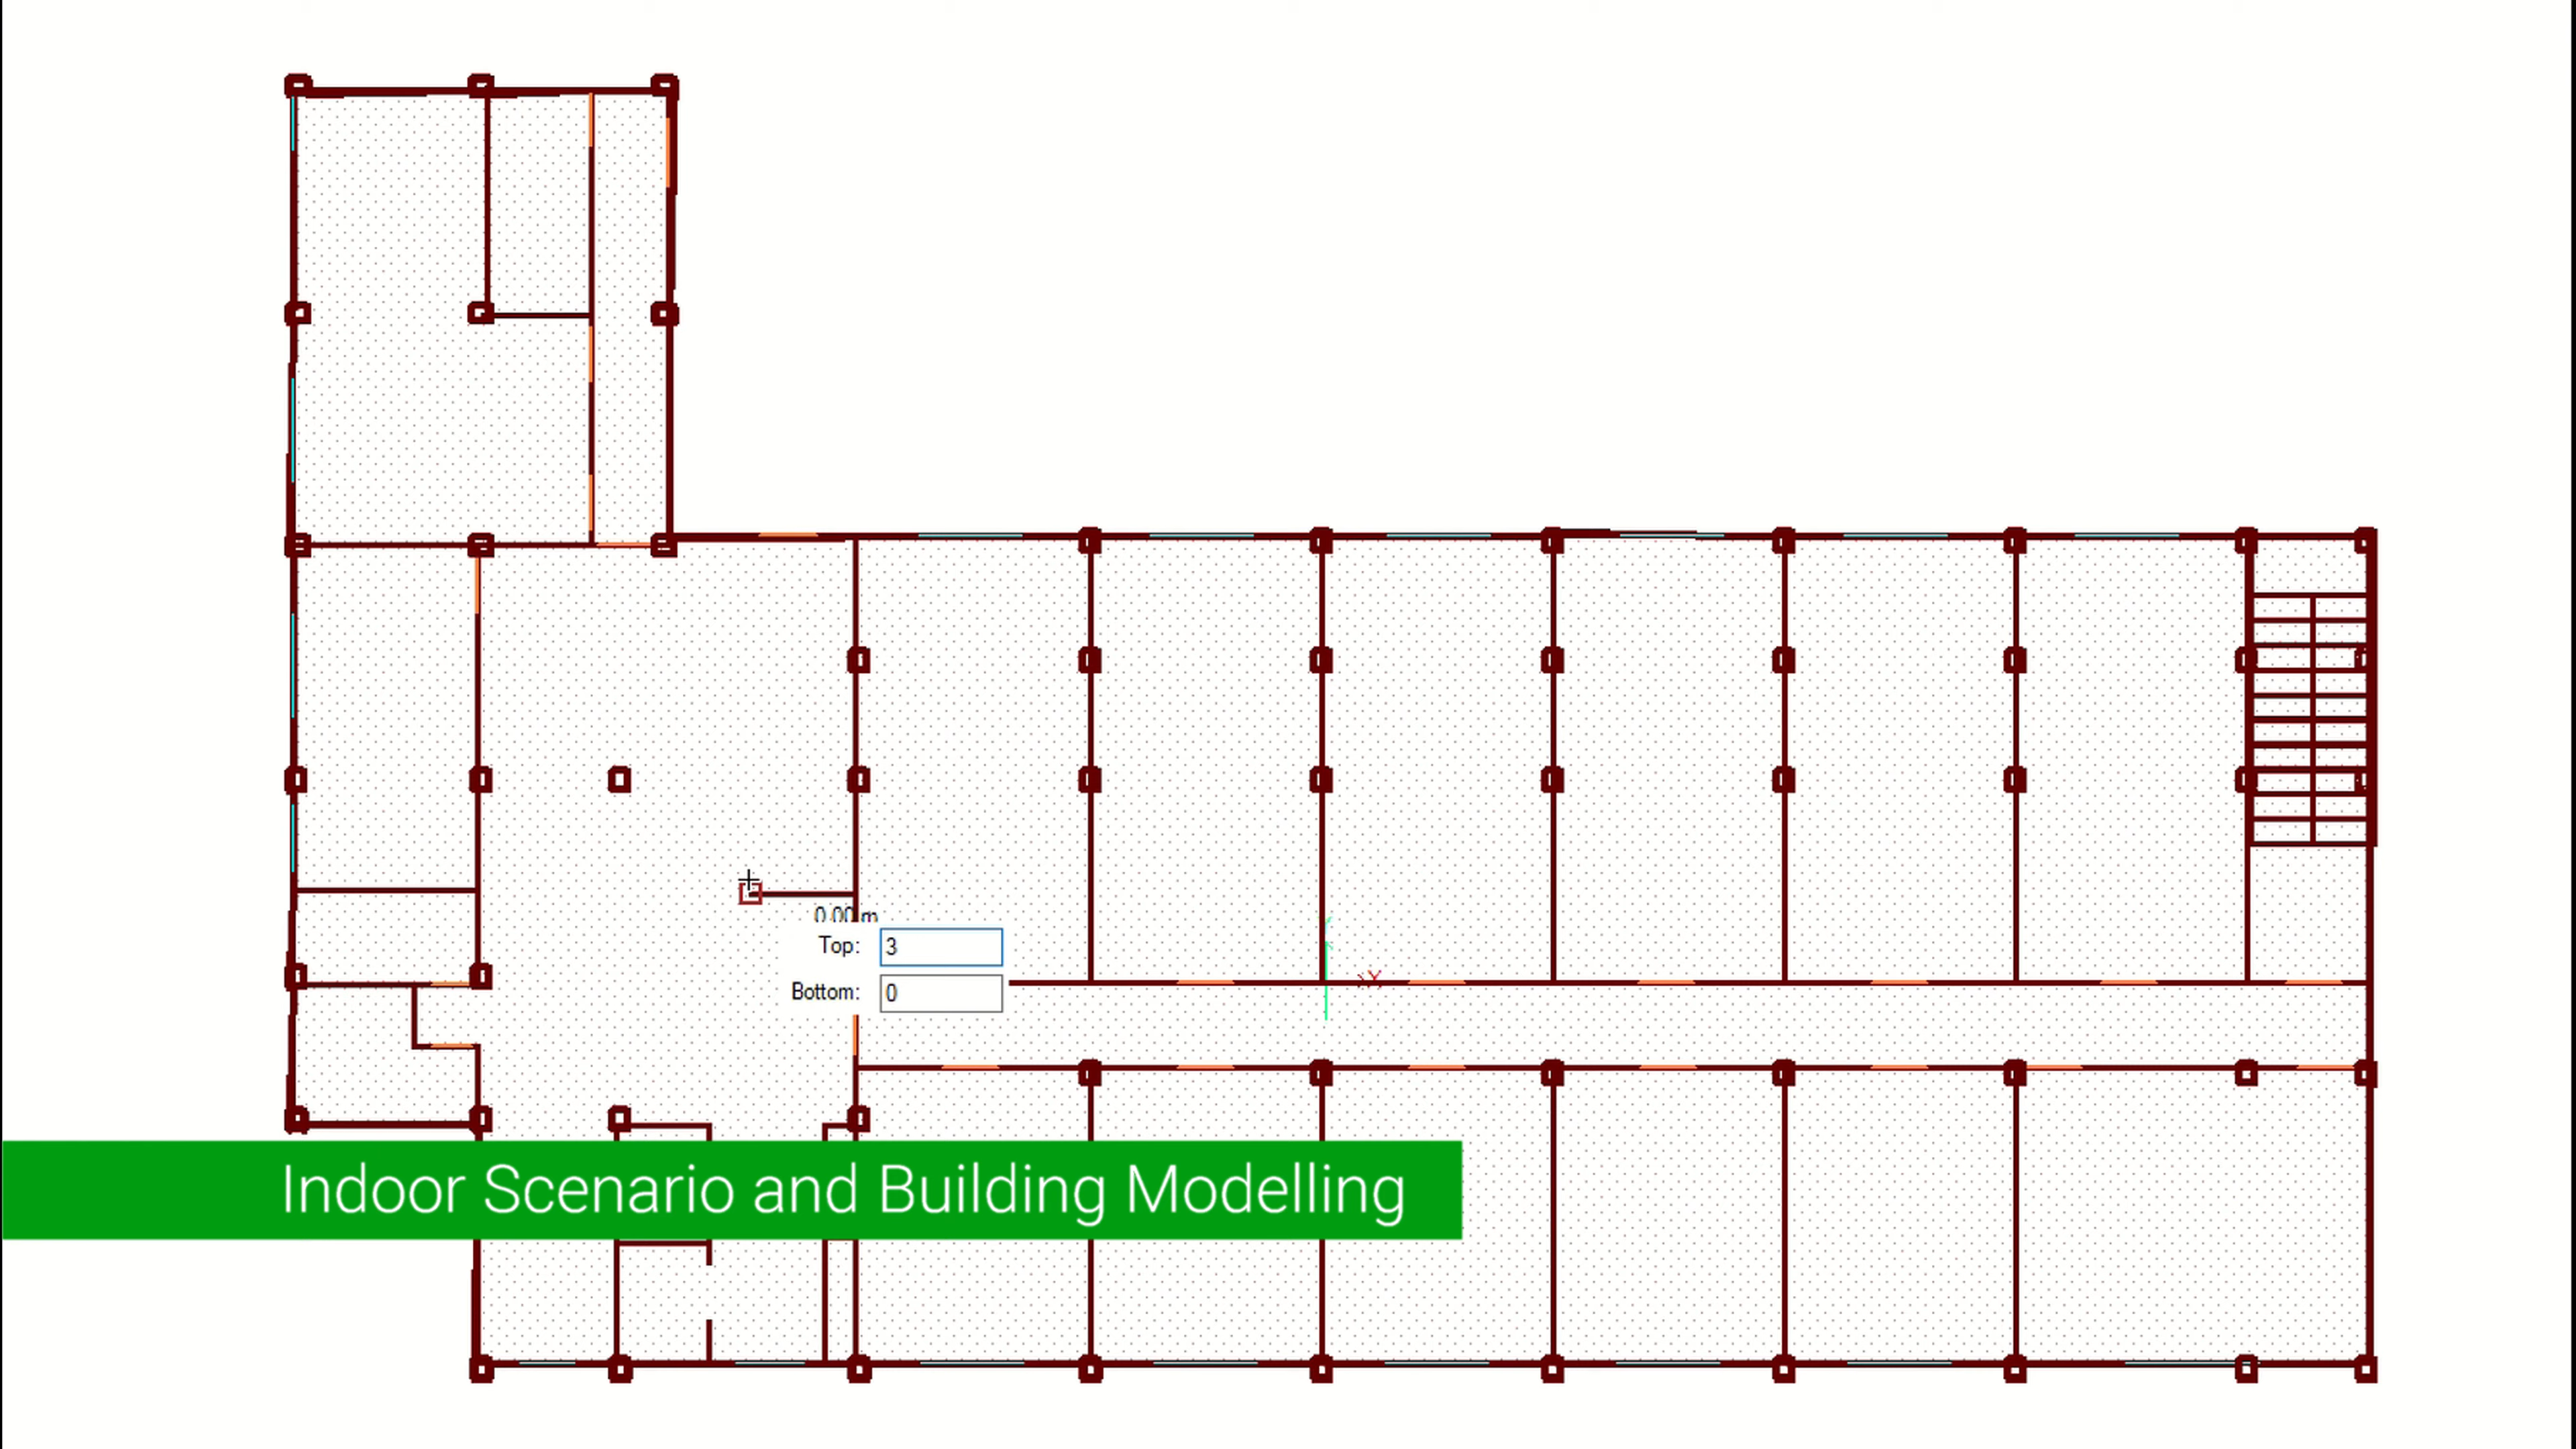 0.00 m
Top: 3
Bottom: 0
Y
Indoor Scenario and Building Modelling